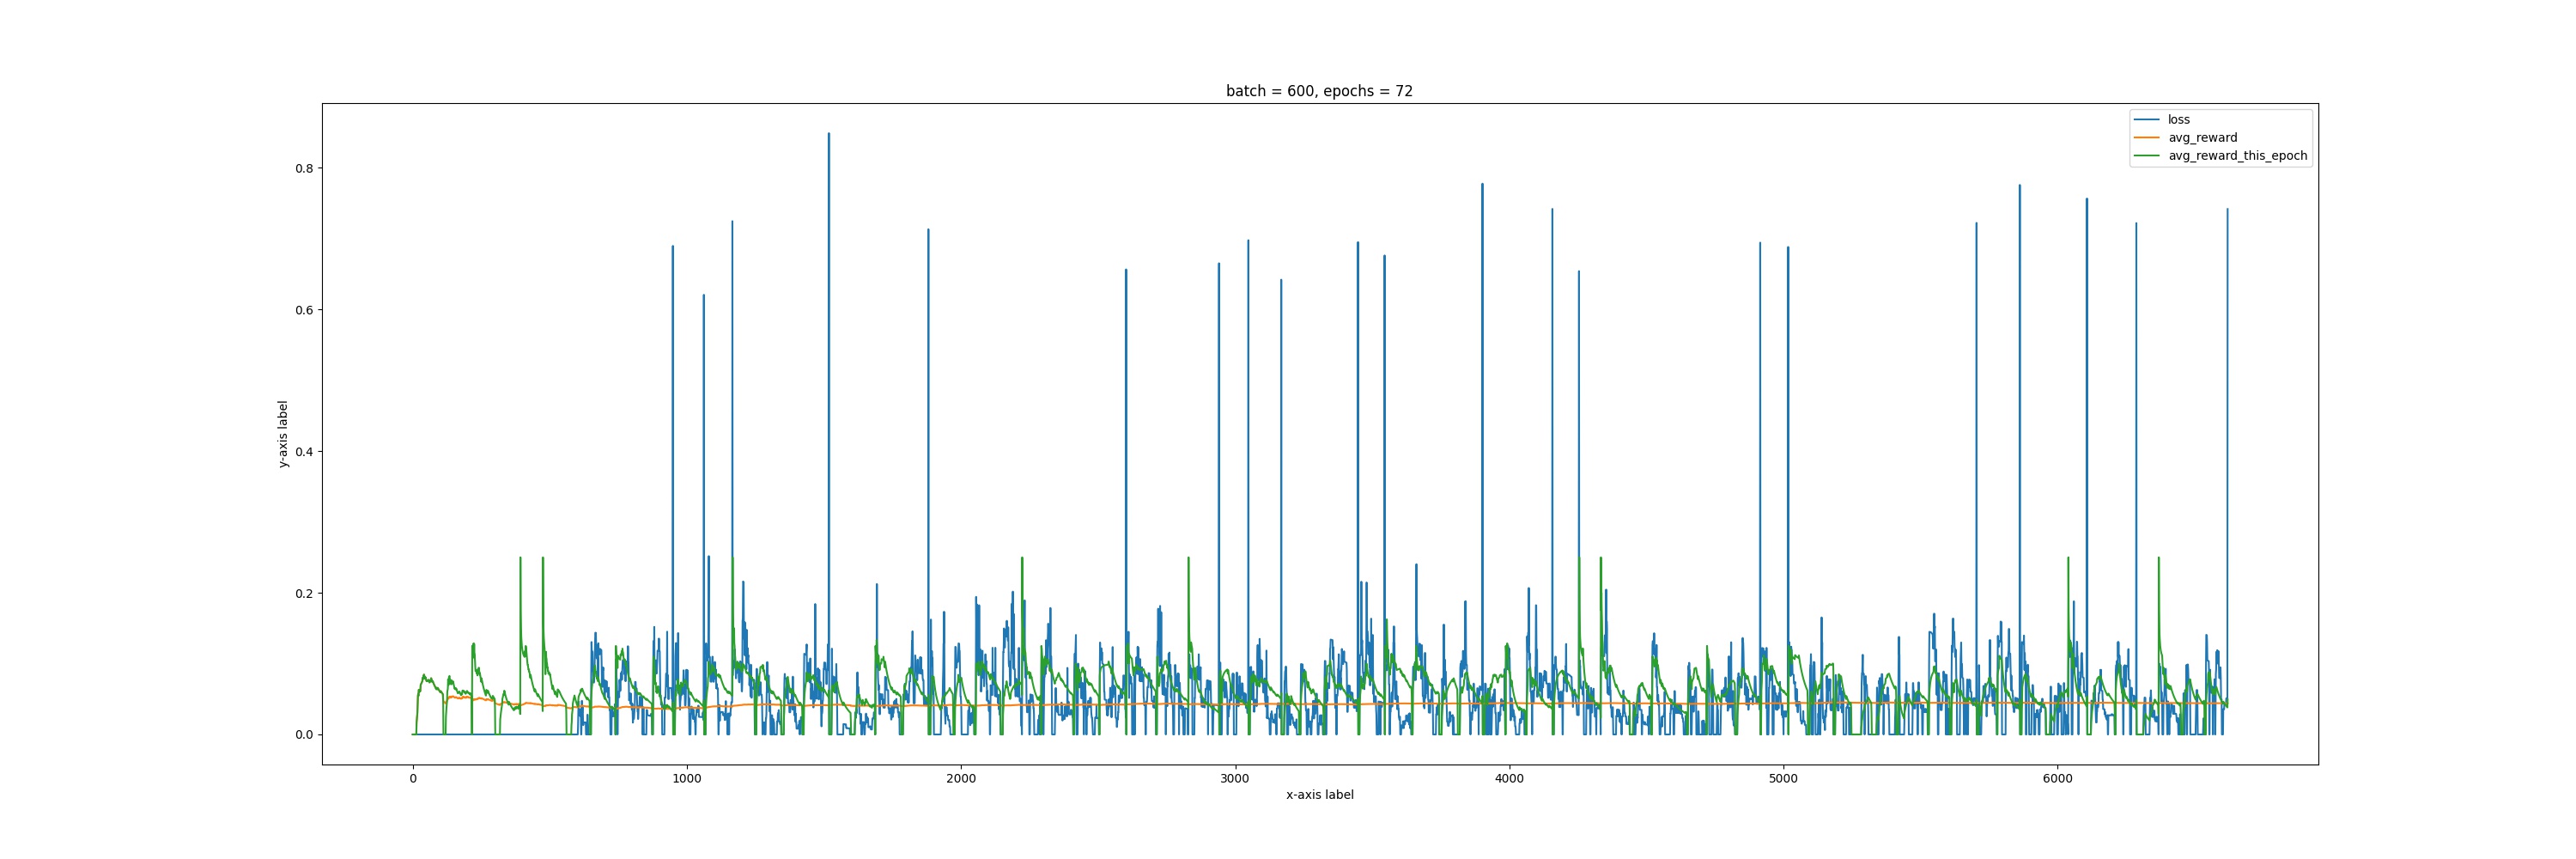 batch = 600, epochs = 72
loss
avg_reward
avg_reward_this_epoch
0.8
0.6
0.4
0.2
0.0
y-axis label
0 1000 2000 3000 4000 5000 6000
x-axis label